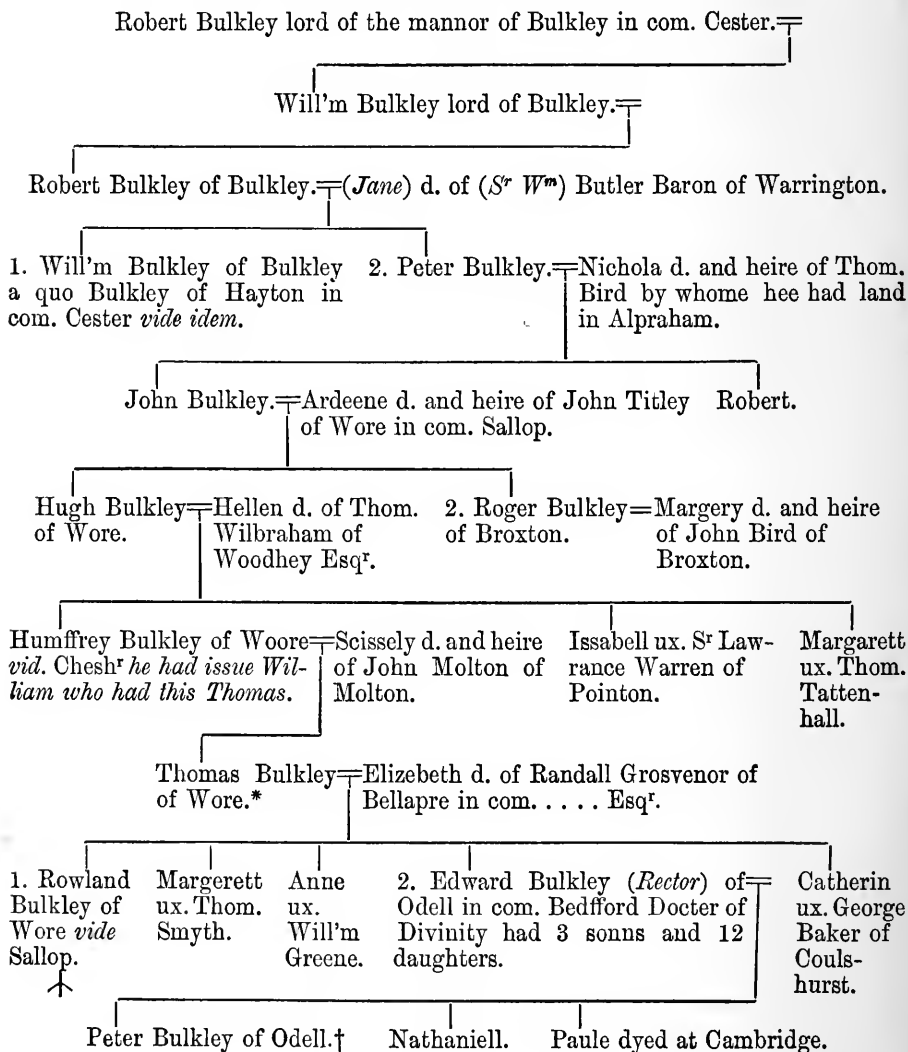 Robert Bulkley lord of the mannor of Bulkley in com. Cester.
Will'm Bulkley lord of Bulkley.
Robert Bulkley of Bulkley. (Jane) d. of (Sʳ Wᵐ) Butler Baron of Warrington.
1. Will'm Bulkley of Bulkley
a quo Bulkley of Hayton in
com. Cester vide idem.
2. Peter Bulkley.
Nichola d. and heire of Thom.
Bird by whome hee had land
in Alpraham.
John Bulkley.
Ardeene d. and heire of John Titley
of Wore in com. Sallop.
Robert.
Hugh Bulkley
of Wore.
Hellen d. of Thom.
Wilbraham of
Woodhey Esqʳ.
2. Roger Bulkley
of Broxton.
Margery d. and heire
of John Bird of
Broxton.
Humffrey Bulkley of Woore
vid. Cheshʳ he had issue Wil-
liam who had this Thomas.
Scissely d. and heire
of John Molton of
Molton.
Issabell ux. Sʳ Law-
rance Warren of
Pointon.
Margarett
ux. Thom.
Tatten-
hall.
Thomas Bulkley
of Wore.*
Elizebeth d. of Randall Grosvenor of
Bellapre in com. . . . . . Esqʳ.
1. Rowland
Bulkley of
Wore vide
Sallop.
Margerett
ux. Thom.
Smyth.
Anne
ux.
Will'm
Greene.
2. Edward Bulkley (Rector) of
Odell in com. Bedfford Docter of
Divinity had 3 sonns and 12
daughters.
Catherin
ux. George
Baker of
Couls-
hurst.
Peter Bulkley of Odell.†
Nathaniell.
Paule dyed at Cambridge.